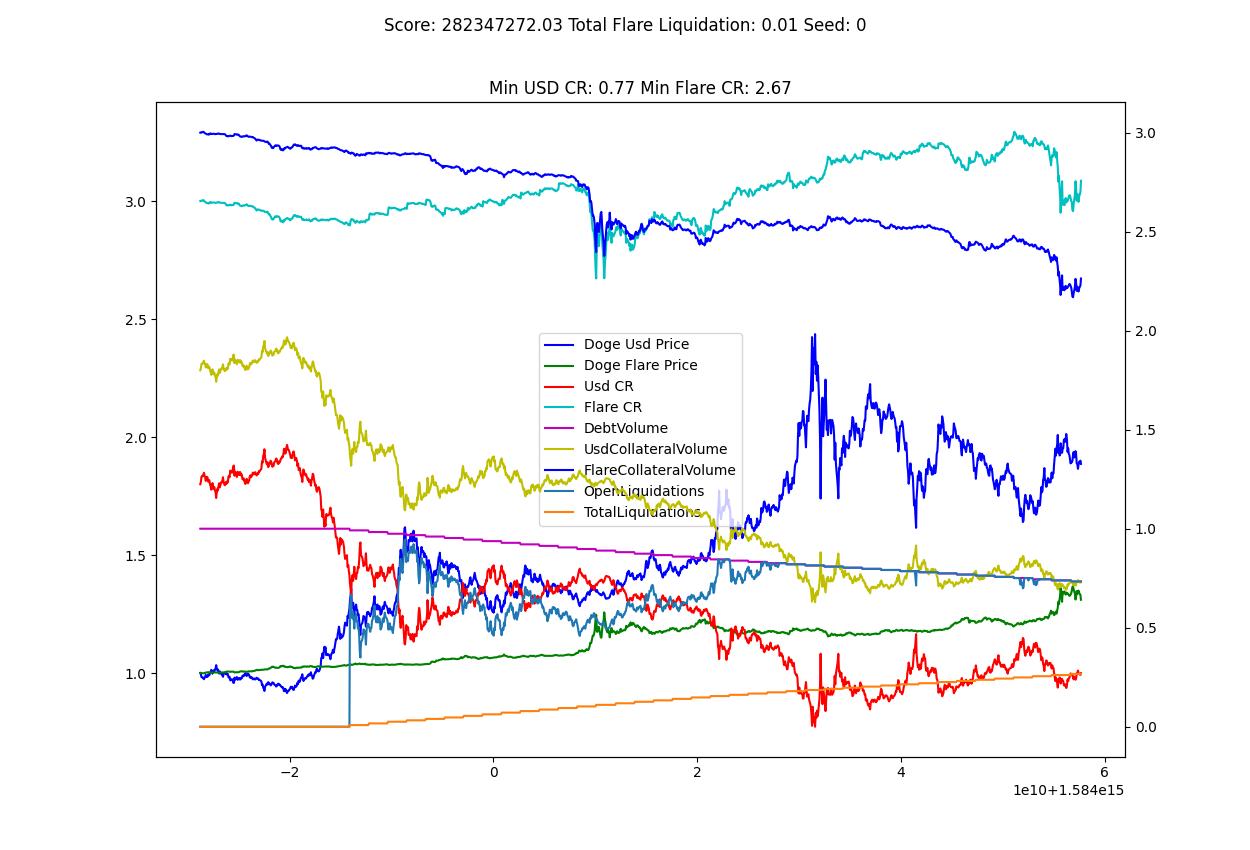 Score: 282347272.03 Total Flare Liquidation: 0.01 Seed: 0
Min USD CR: 0.77 Min Flare CR: 2.67
3.0
2.5
2.0
1.5
1.0
3.0
2.5
2.0
1.5
1.0
0.5
0.0
Doge Usd Price
Doge Flare Price
Usd CR
Flare CR
DebtVolume
UsdCollateralVolume
FlareCollateralVolume
OpenLiquidations
TotalLiquidations
−2
0
2
4
6
1e10+1.584e15